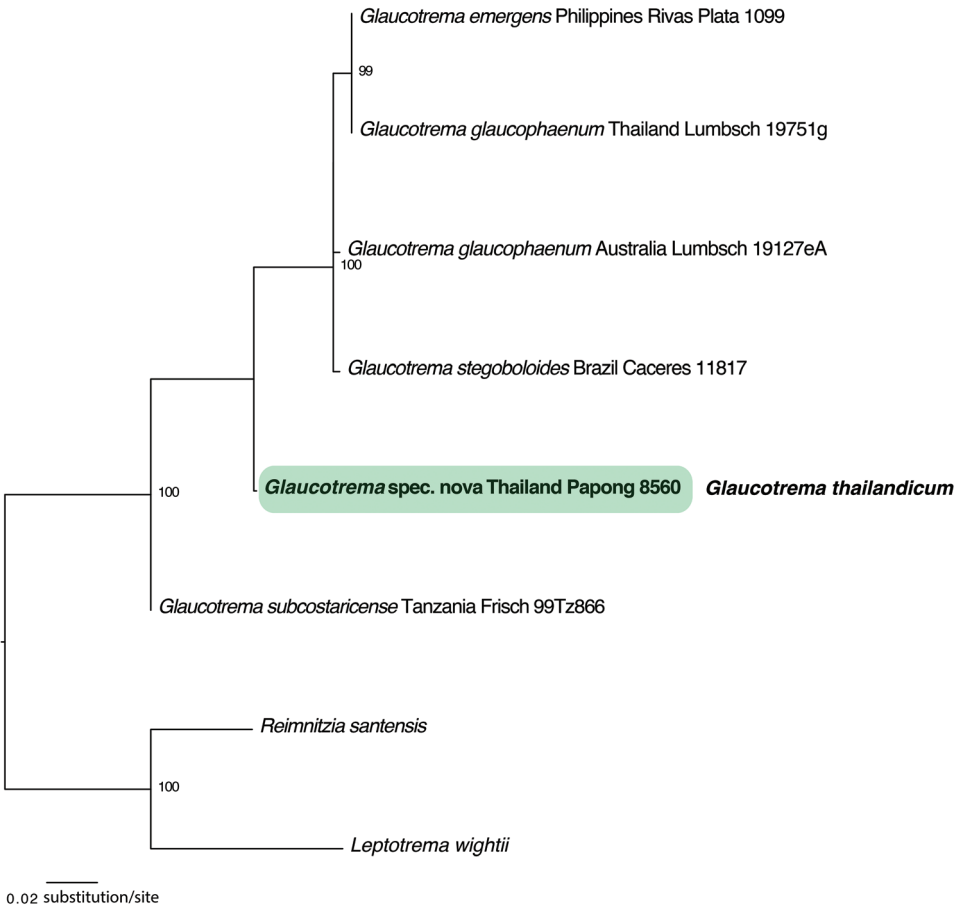 Glaucotrema emergens Philippines Rivas Plata 1099
99
Glaucotrema glaucophaenum Thailand Lumbsch 19751g
Glaucotrema glaucophaenum Australia Lumbsch 19127eA
100
Glaucotrema stegoboloides Brazil Caceres 11817
Glaucotrema spec. nova Thailand Papong 8560 Glaucotrema thailandicum
100
Glaucotrema subcostaricense Tanzania Frisch 99Tz866
Reimnitzia santensis
100
Leptotrema wightii
0.02 substitution/site